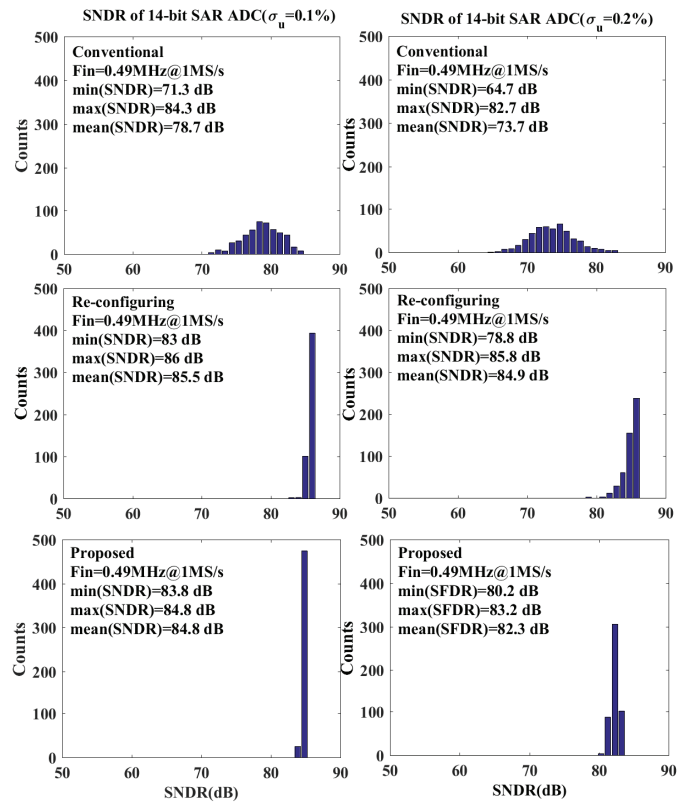 SNDR of 14-bit SAR ADC(σu=0.1%)
500
400
300
200
100
0
Counts
Conventional
Fin=0.49MHz@1MS/s
min(SNDR)=71.3 dB
max(SNDR)=84.3 dB
mean(SNDR)=78.7 dB
50 60 70 80 90
SNDR of 14-bit SAR ADC(σu=0.2%)
500
400
300
200
100
0
Counts
Conventional
Fin=0.49MHz@1MS/s
min(SNDR)=64.7 dB
max(SNDR)=82.7 dB
mean(SNDR)=73.7 dB
50 60 70 80 90
500
400
300
200
100
0
Counts
Re-configuring
Fin=0.49MHz@1MS/s
min(SNDR)=83 dB
max(SNDR)=86 dB
mean(SNDR)=85.5 dB
50 60 70 80 90
500
400
300
200
100
0
Counts
Re-configuring
Fin=0.49MHz@1MS/s
min(SNDR)=78.8 dB
max(SNDR)=85.8 dB
mean(SNDR)=84.9 dB
50 60 70 80 90
500
400
300
200
100
0
Counts
Proposed
Fin=0.49MHz@1MS/s
min(SNDR)=83.8 dB
max(SNDR)=84.8 dB
mean(SNDR)=84.8 dB
50 60 70 80 90
SNDR(dB)
500
400
300
200
100
0
Counts
Proposed
Fin=0.49MHz@1MS/s
min(SFDR)=80.2 dB
max(SFDR)=83.2 dB
mean(SFDR)=82.3 dB
50 60 70 80 90
SNDR(dB)